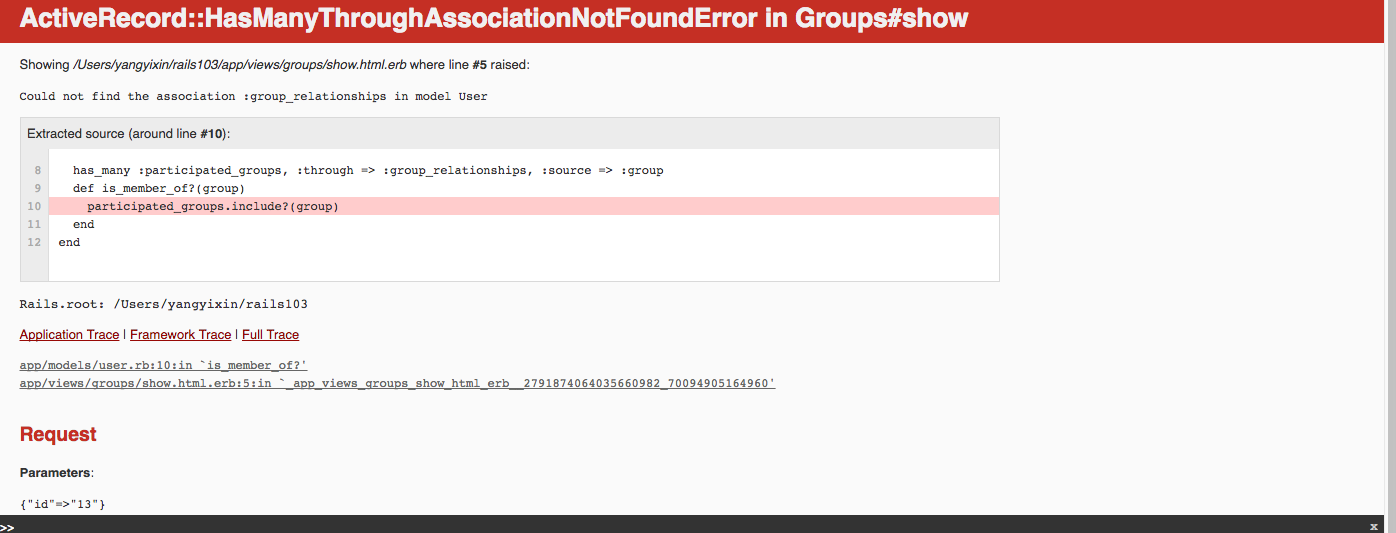 ActiveRecord::HasManyThroughAssociationNotFoundError in Groups#show
Showing /Users/yangyixin/rails103/app/views/groups/show.html.erb where line #5 raised:
Could not find the association :group_relationships in model User
Extracted source (around line #10):
8 has_many :participated_groups, :through => :group_relationships, :source => :group
9 def is_member_of?(group)
10 participated_groups.include?(group)
11 end
12 end
Rails.root: /Users/yangyixin/rails103
Application Trace | Framework Trace | Full Trace
app/models/user.rb:10:in `is_member_of?'
app/views/groups/show.html.erb:5:in `_app_views_groups_show_html_erb__2791874064035660982_70094905164960'
Request
Parameters:
{"id"=>"13"}
>> x